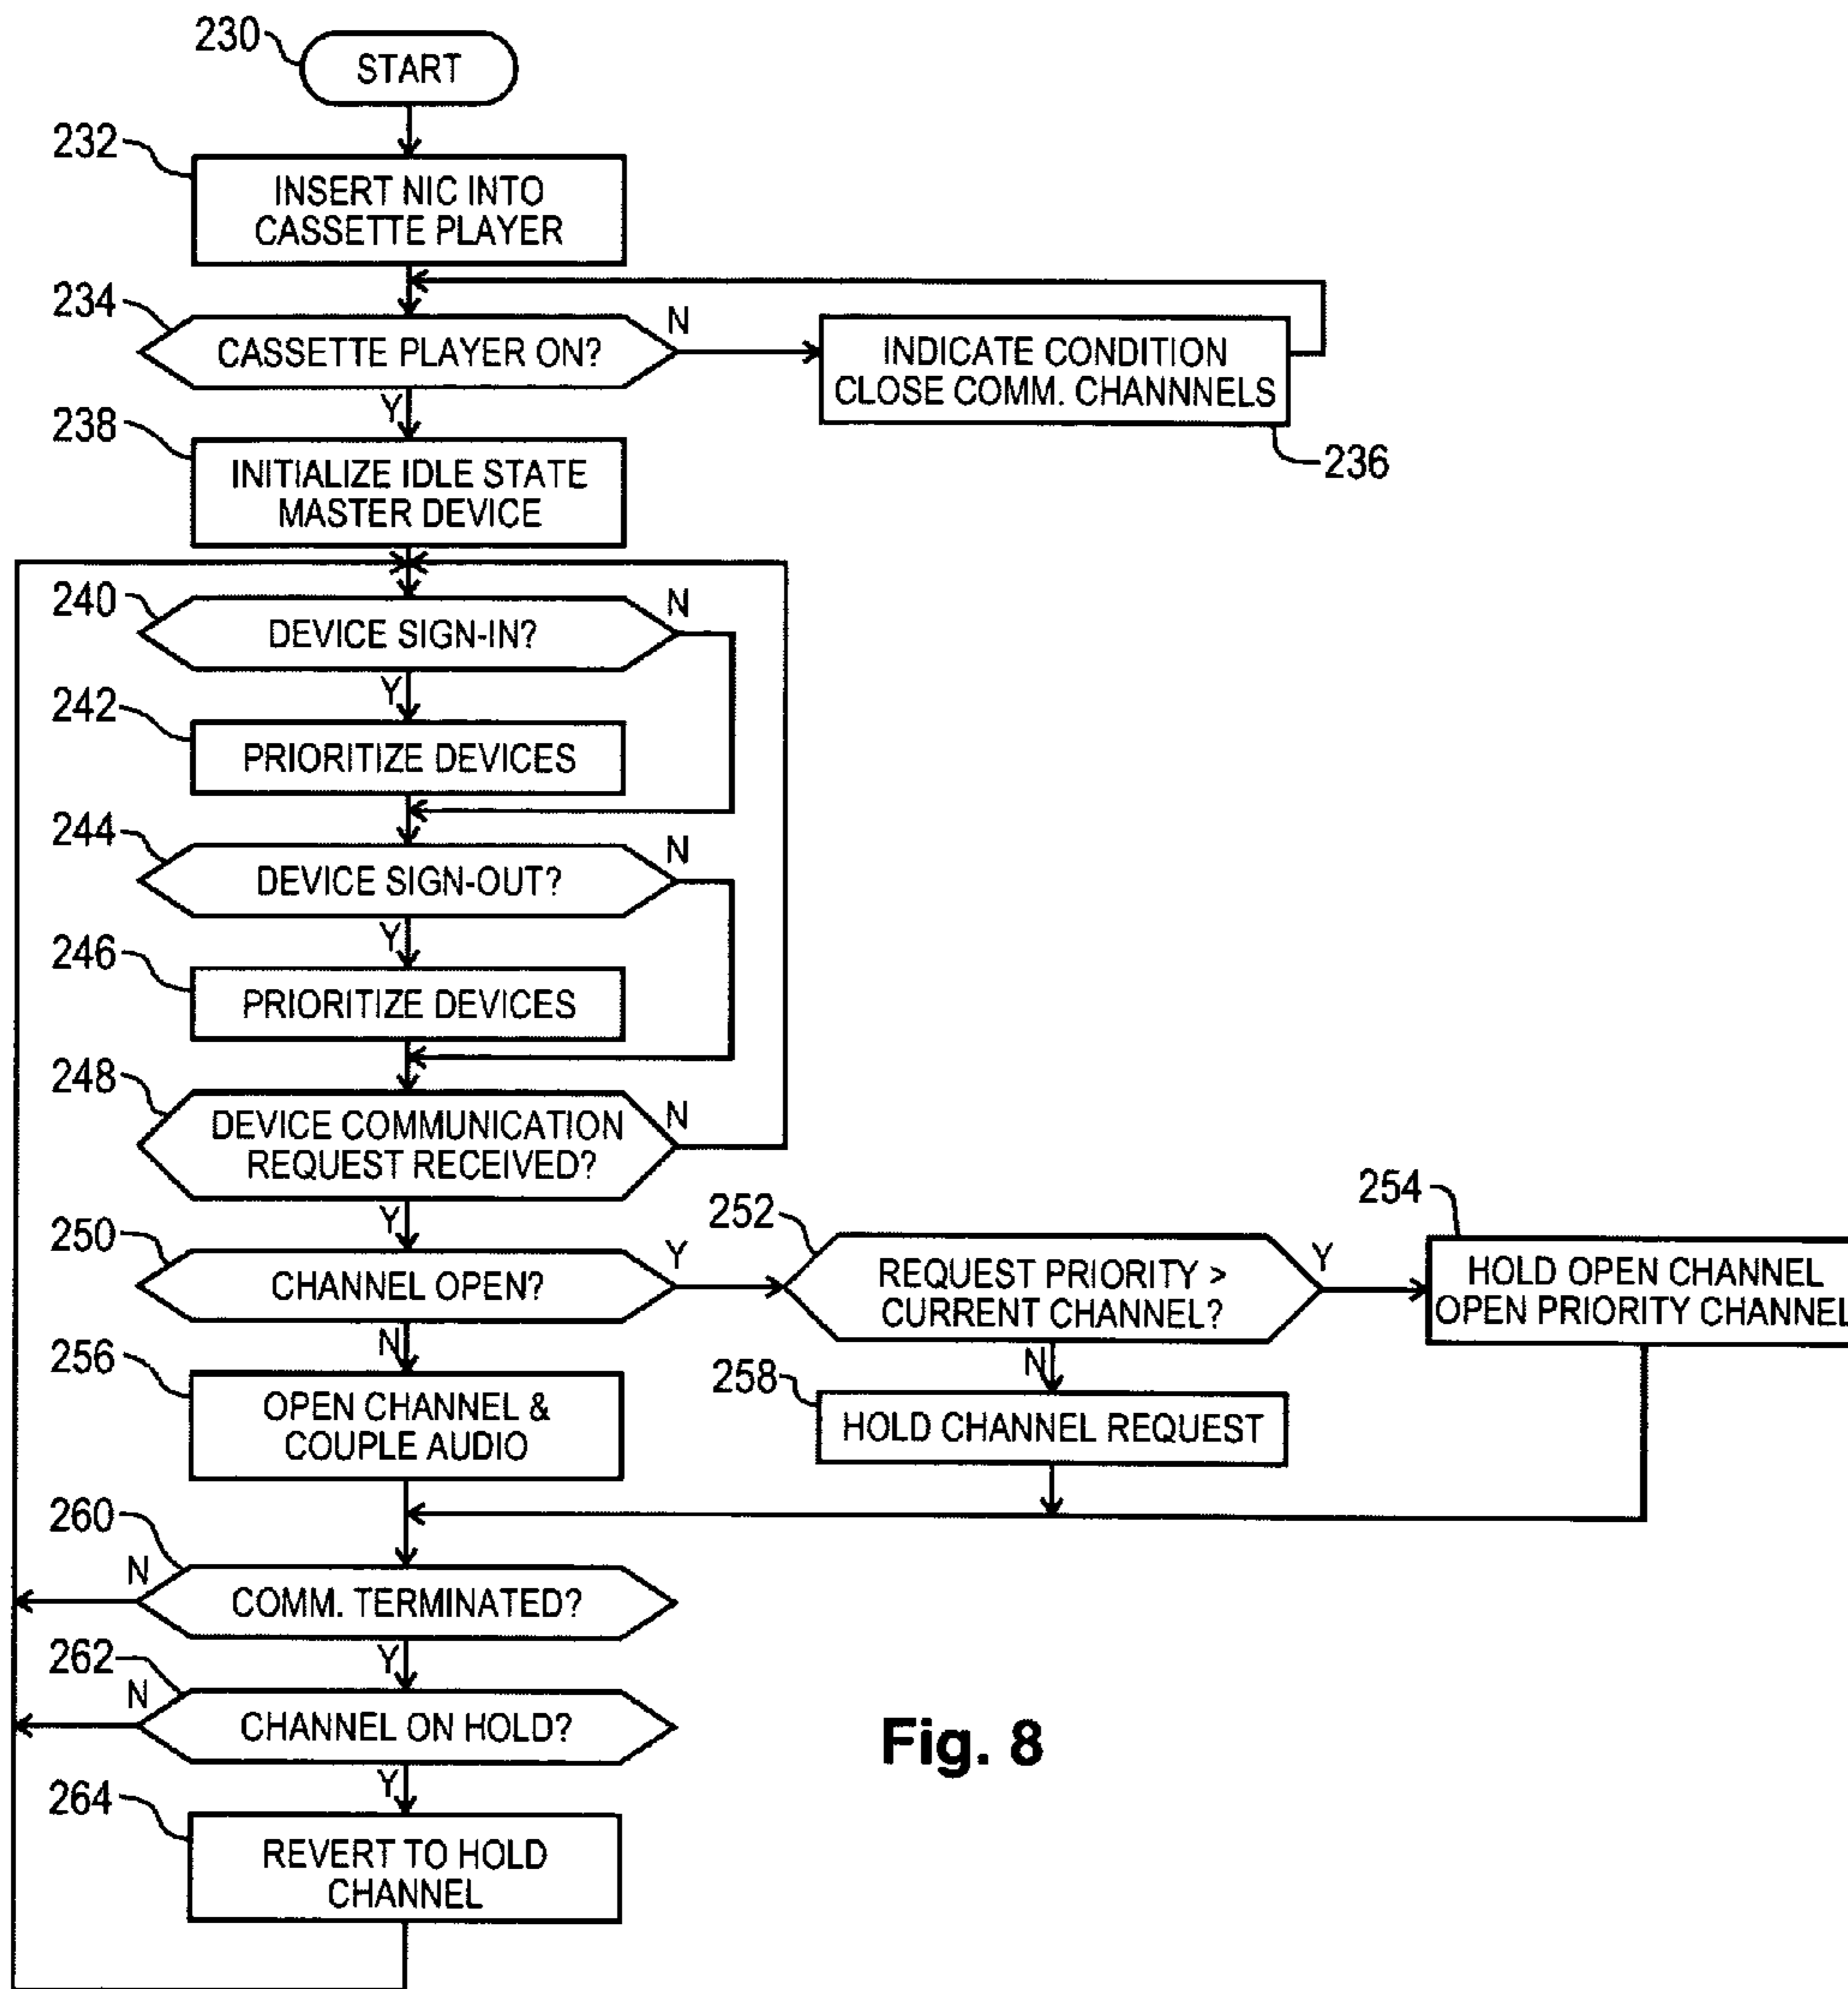 230
START
232
INSERT NIC INTO
CASSETTE PLAYER
234
CASSETTE PLAYER ON?
N
INDICATE CONDITION
CLOSE COMM. CHANNNELS
236
Y
238
INITIALIZE IDLE STATE
MASTER DEVICE
240
DEVICE SIGN-IN?
N
Y
242
PRIORITIZE DEVICES
244
DEVICE SIGN-OUT?
N
Y
246
PRIORITIZE DEVICES
248
DEVICE COMMUNICATION
REQUEST RECEIVED?
N
Y
250
CHANNEL OPEN?
Y
252
REQUEST PRIORITY >
CURRENT CHANNEL?
Y
254
HOLD OPEN CHANNEL
OPEN PRIORITY CHANNEL
N
256
OPEN CHANNEL &
COUPLE AUDIO
N
258
HOLD CHANNEL REQUEST
260
N
COMM. TERMINATED?
Y
262
N
CHANNEL ON HOLD?
Y
264
REVERT TO HOLD
CHANNEL
Fig. 8